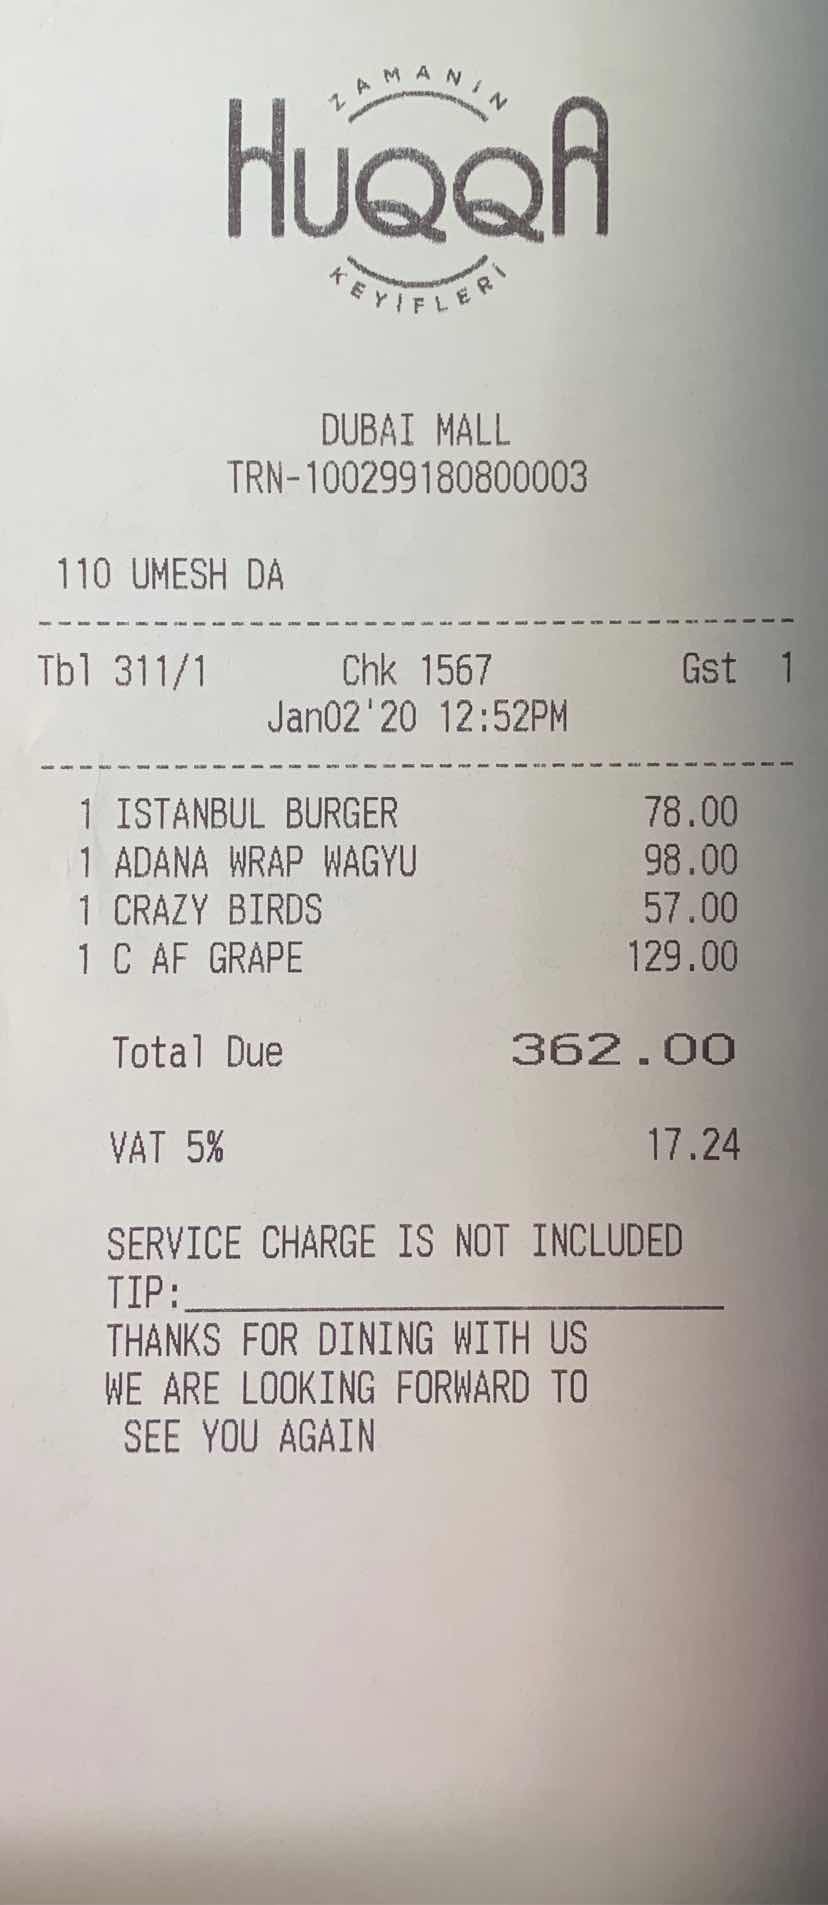 ZAMANİN
HUQQA
KEYİFLERİ
DUBAI MALL
TRN-100299180800003
110 UMESH DA
Tbl 311/1 Chk 1567 Gst 1
Jan02'20 12:52PM
1 ISTANBUL BURGER 78.00
1 ADANA WRAP WAGYU 98.00
1 CRAZY BIRDS 57.00
1 C AF GRAPE 129.00
Total Due 362.00
VAT 5% 17.24
SERVICE CHARGE IS NOT INCLUDED
TIP:
THANKS FOR DINING WITH US
WE ARE LOOKING FORWARD TO
SEE YOU AGAIN